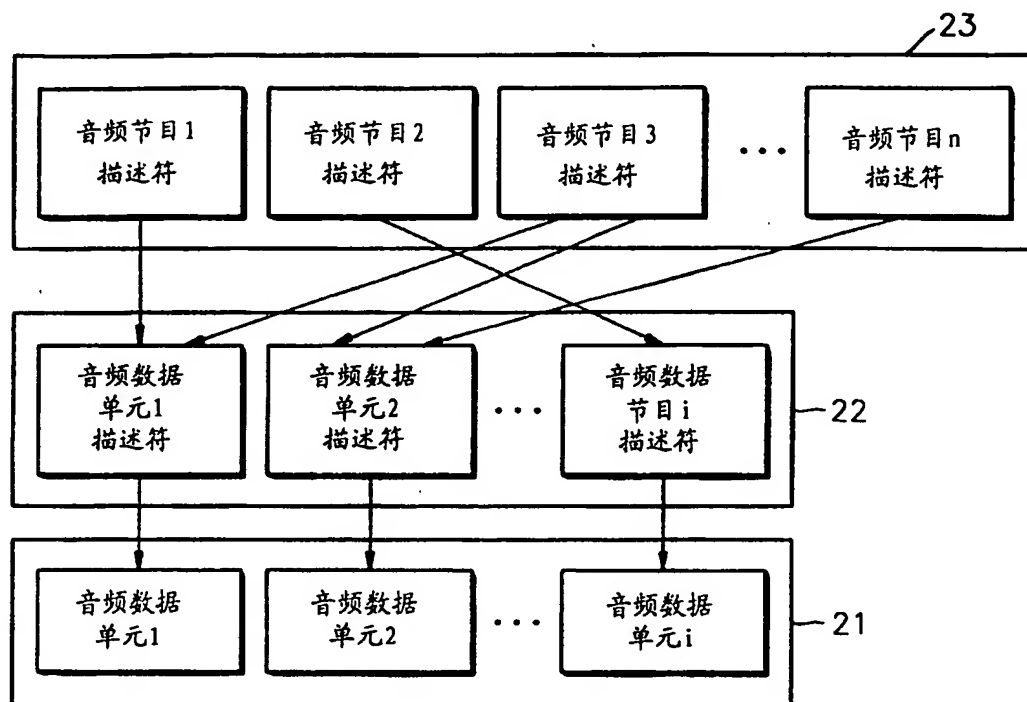 23
音频节目1
描述符
音频节目2
描述符
音频节目3
描述符
...
音频节目n
描述符
音频数据
单元1
描述符
音频数据
单元2
描述符
...
音频数据
节目i
描述符
22
音频数据
单元1
音频数据
单元2
...
音频数据
单元i
21